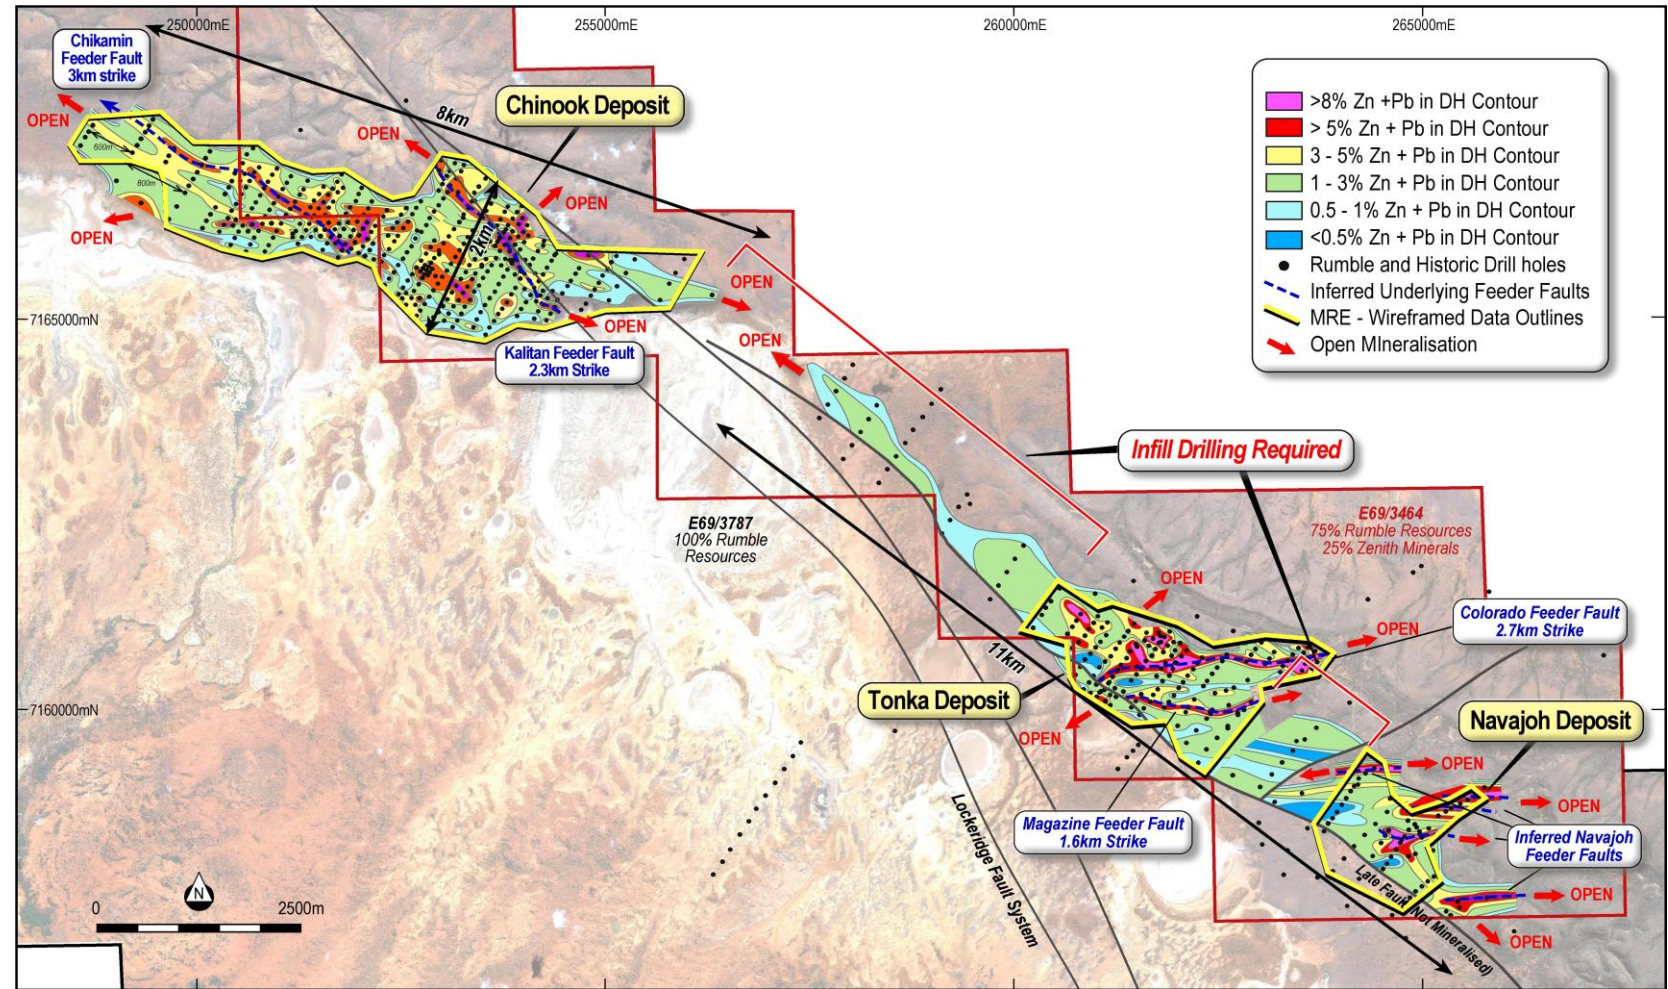 250000mE
255000mE
260000mE
265000mE
Chikamin
Feeder Fault
3km strike
OPEN
8km
Chinook Deposit
OPEN
600m
800m
OPEN
OPEN
2km
OPEN
OPEN
OPEN
7165000mN
Kalitan Feeder Fault
2.3km Strike
>8% Zn +Pb in DH Contour
> 5% Zn + Pb in DH Contour
3 - 5% Zn + Pb in DH Contour
1 - 3% Zn + Pb in DH Contour
0.5 - 1% Zn + Pb in DH Contour
<0.5% Zn + Pb in DH Contour
Rumble and Historic Drill holes
Inferred Underlying Feeder Faults
MRE - Wireframed Data Outlines
Open MIneralisation
Infill Drilling Required
E69/3787
100% Rumble
Resources
E69/3464
75% Rumble Resources
25% Zenith Minerals
OPEN
Colorado Feeder Fault
2.7km Strike
OPEN
11km
Tonka Deposit
OPEN
7160000mN
Navajoh Deposit
OPEN
OPEN
Magazine Feeder Fault
1.6km Strike
Inferred Navajoh
Feeder Faults
Lockeridge Fault System
Late Fault (Not Mineralised)
OPEN
OPEN
N
0 2500m